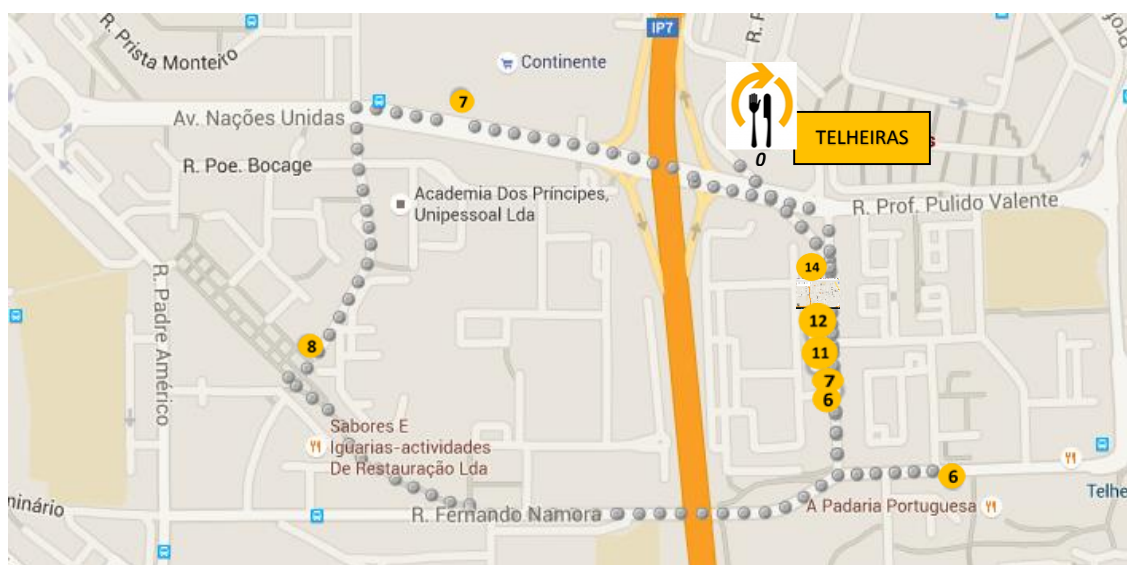 IP7
R. Prista Monteiro
Continente
R. P
7
Av. Nações Unidas
TELHEIRAS
s
0
R. Poe. Bocage
Academia Dos Príncipes,
Unipessoal Lda
R. Prof. Pulido Valente
14
R. Padre Américo
12
8
11
7
6
Sabores E
Iguarias-actividades
De Restauração Lda
6
Telhe
ninário
R. Fernando Namora
A Padaria Portuguesa